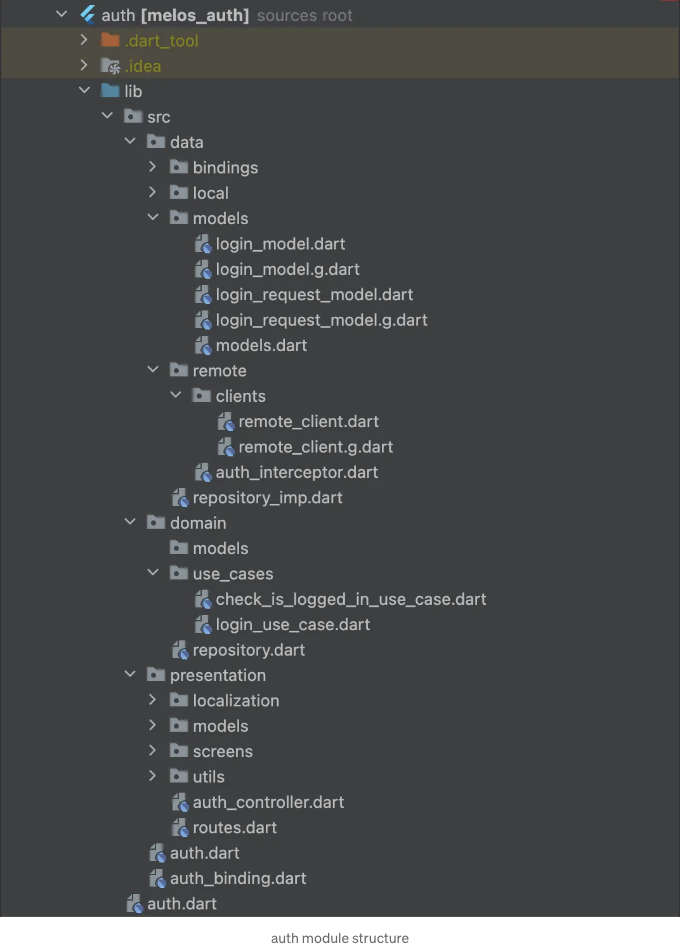 auth [melos_auth] sources root
.dart_tool
.idea
lib
src
data
bindings
local
models
login_model.dart
login_model.g.dart
login_request_model.dart
login_request_model.g.dart
models.dart
remote
clients
remote_client.dart
remote_client.g.dart
auth_interceptor.dart
repository_imp.dart
domain
models
use_cases
check_is_logged_in_use_case.dart
login_use_case.dart
repository.dart
presentation
localization
models
screens
utils
auth_controller.dart
routes.dart
auth.dart
auth_binding.dart
auth.dart
auth module structure